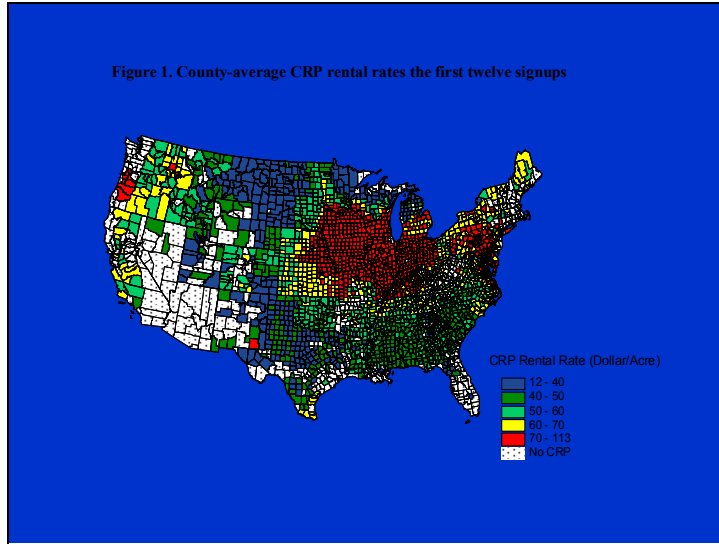 Figure 1. County-average CRP rental rates the first twelve signups
CRP Rental Rate (Dollar/Acre)
12 - 40
40 - 50
50 - 60
60 - 70
70 - 113
No CRP